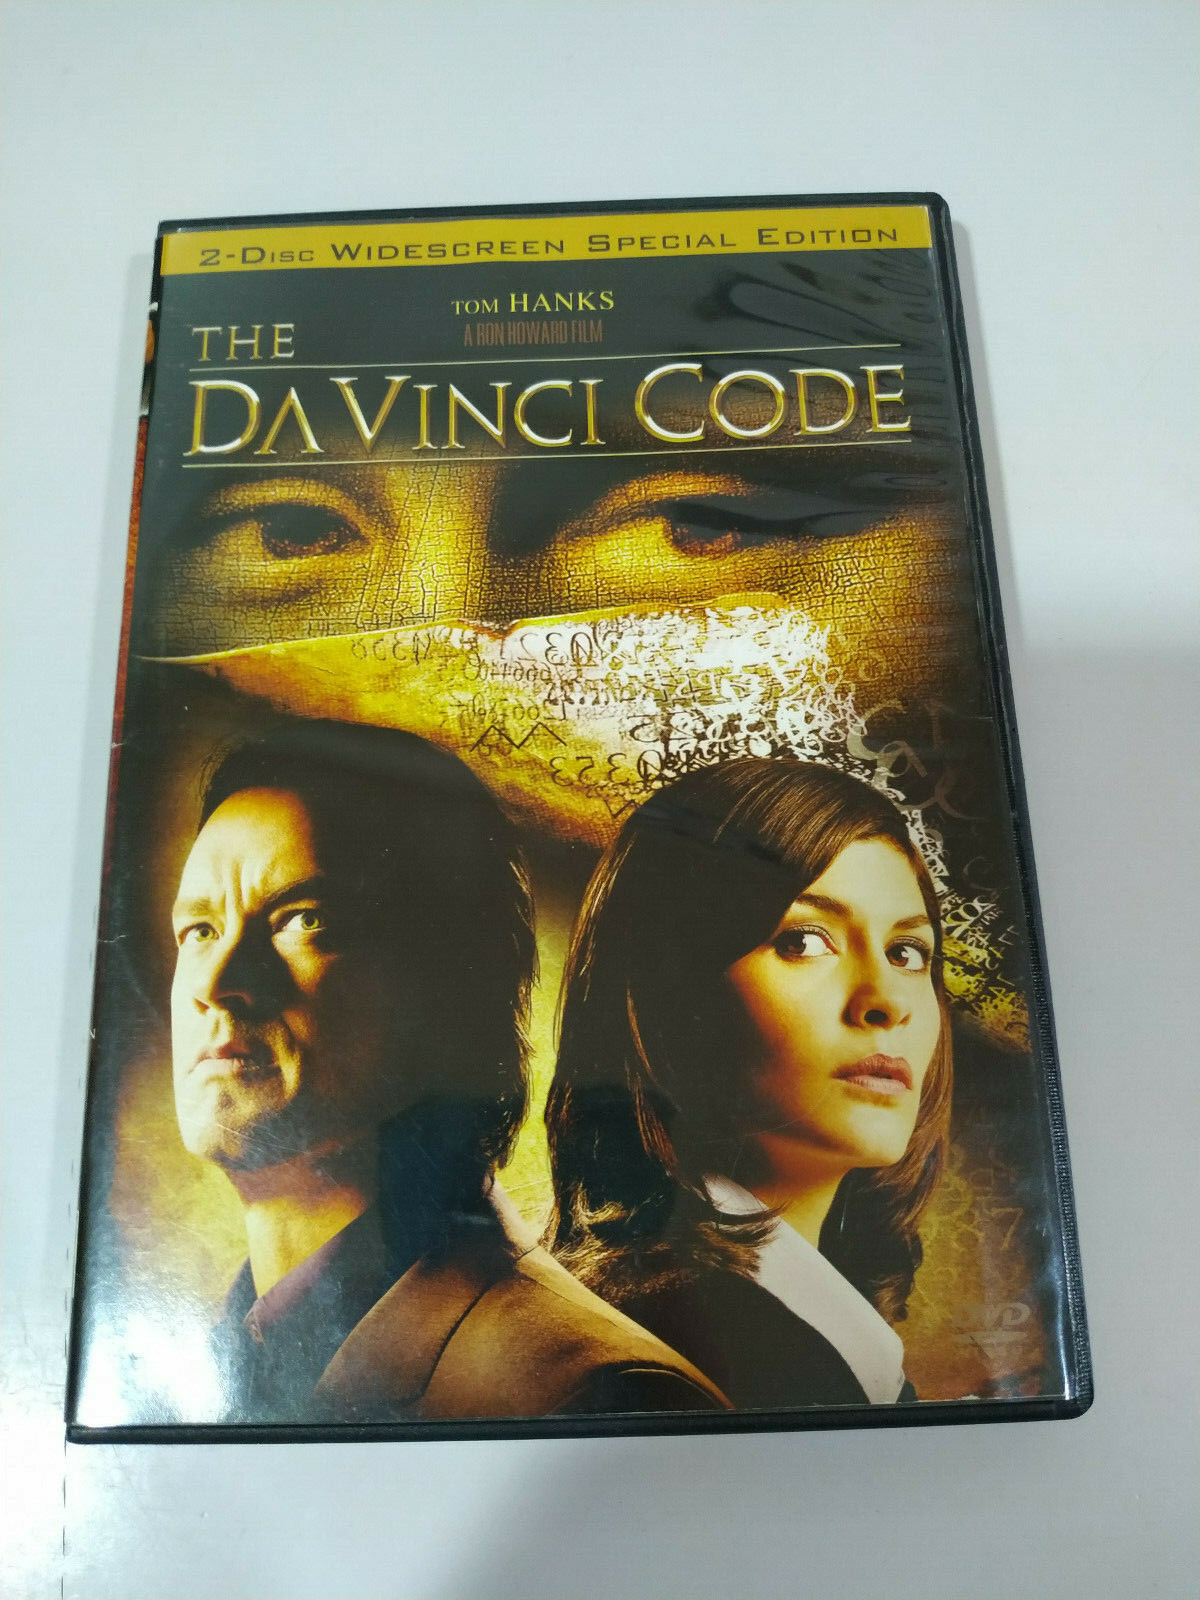 2-Disc Widescreen Special Edition
TOM HANKS
A RON HOWARD FILM
THE
DA VINCI CODE